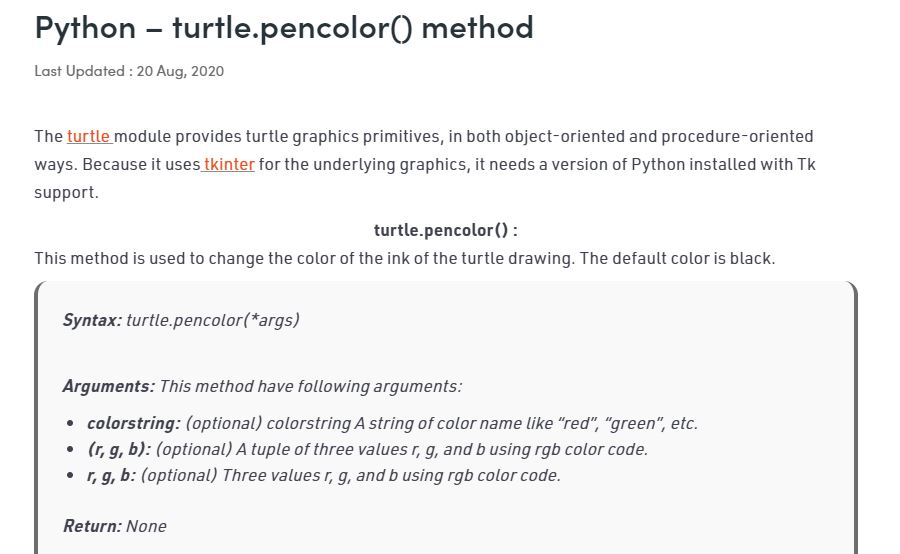 Python – turtle.pencolor() method
Last Updated : 20 Aug, 2020
The turtle module provides turtle graphics primitives, in both object-oriented and procedure-oriented
ways. Because it uses tkinter for the underlying graphics, it needs a version of Python installed with Tk
support.
turtle.pencolor() :
This method is used to change the color of the ink of the turtle drawing. The default color is black.
Syntax: turtle.pencolor(*args)
Arguments: This method have following arguments:
• colorstring: (optional) colorstring A string of color name like “red”, “green”, etc.
• (r, g, b): (optional) A tuple of three values r, g, and b using rgb color code.
• r, g, b: (optional) Three values r, g, and b using rgb color code.
Return: None